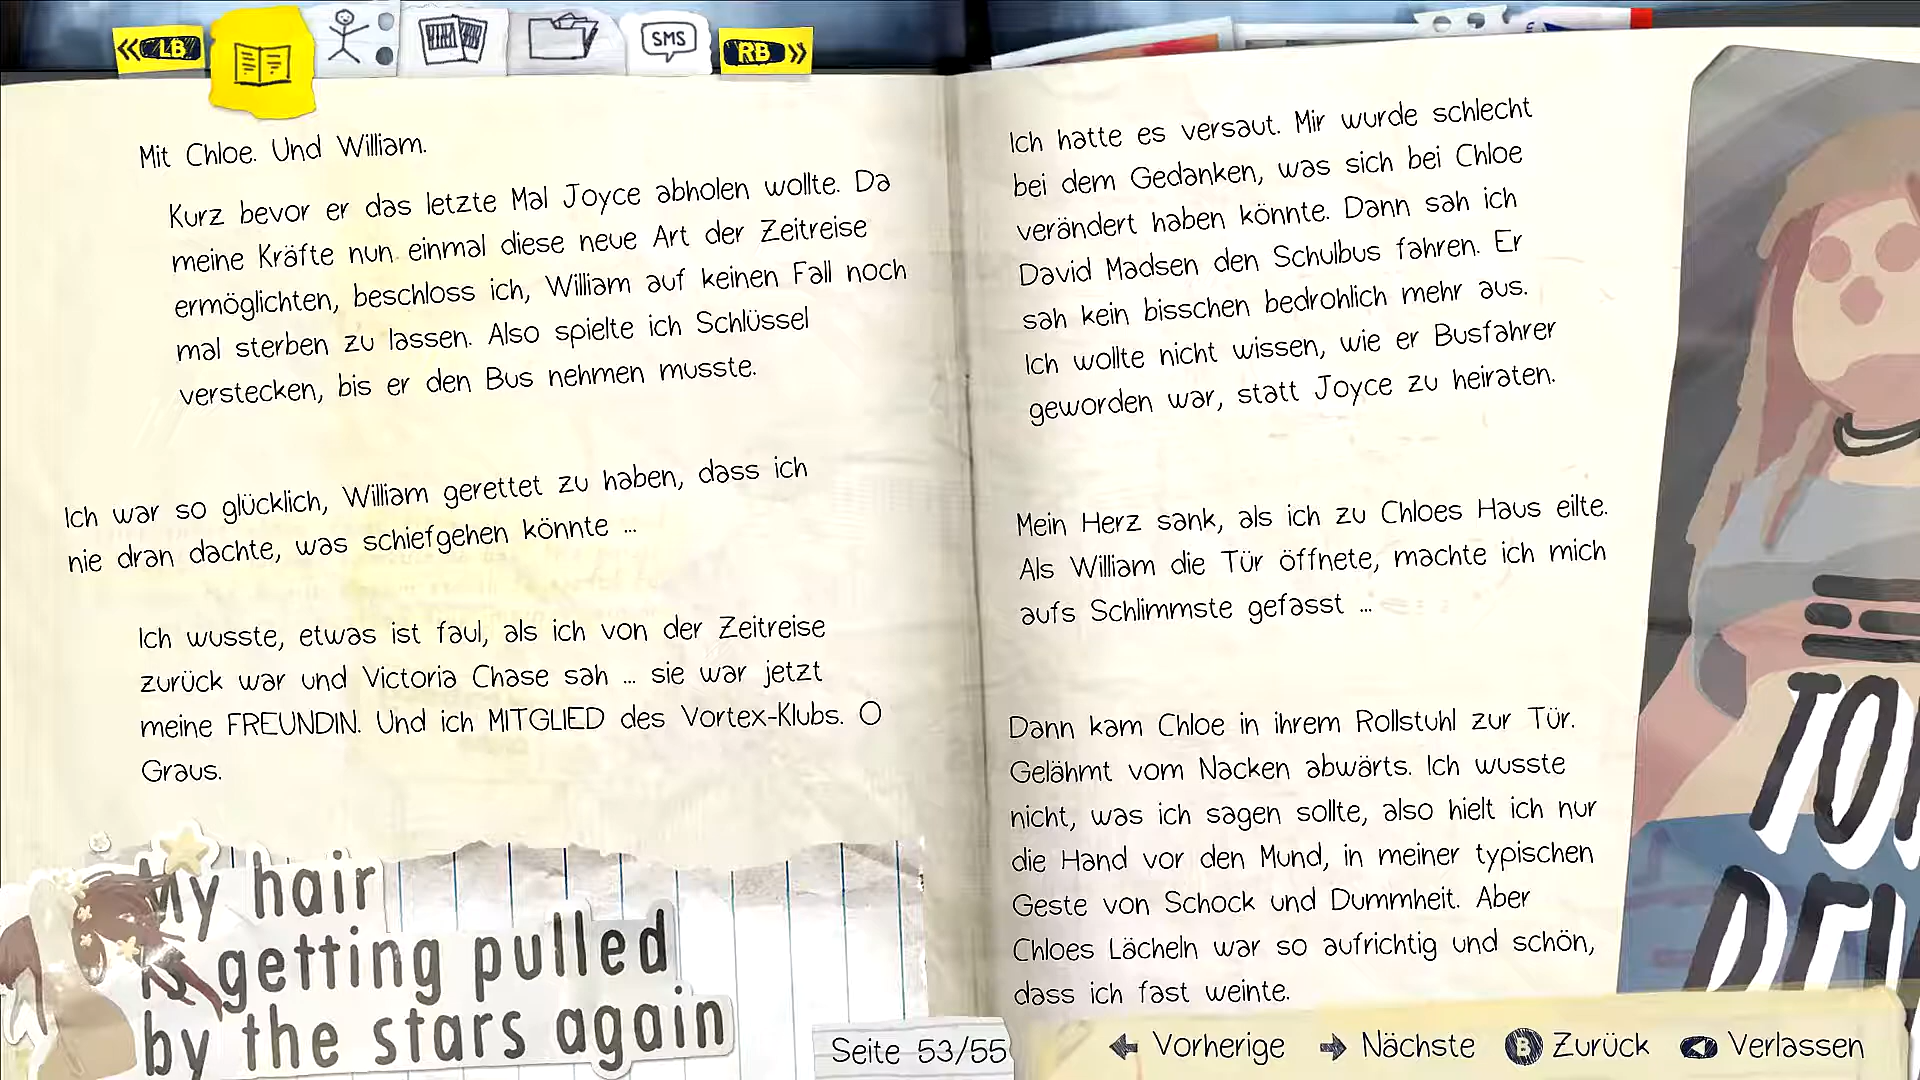 LB
SMS
RB
Mit Chloe. Und William.
Kurz bevor er das letzte Mal Joyce abholen wollte. Da
meine Kräfte nun einmal diese neue Art der Zeitreise
ermöglichten, beschloss ich, William auf keinen Fall noch
mal sterben zu lassen. Also spielte ich Schlüssel
verstecken, bis er den Bus nehmen musste.
Ich war so glücklich, William gerettet zu haben, dass ich
nie dran dachte, was schiefgehen könnte ...
Ich wusste, etwas ist faul, als ich von der Zeitreise
zurück war und Victoria Chase sah ... sie war jetzt
meine FREUNDIN. Und ich MITGLIED des Vortex-Klubs. O
Graus.
My hair
is getting pulled
by the stars again
Ich hatte es versaut. Mir wurde schlecht
bei dem Gedanken, was sich bei Chloe
verändert haben könnte. Dann sah ich
David Madsen den Schulbus fahren. Er
sah kein bisschen bedrohlich mehr aus.
Ich wollte nicht wissen, wie er Busfahrer
geworden war, statt Joyce zu heiraten.
Mein Herz sank, als ich zu Chloes Haus eilte.
Als William die Tür öffnete, machte ich mich
aufs Schlimmste gefasst ...
Dann kam Chloe in ihrem Rollstuhl zur Tür.
Gelähmt vom Nacken abwärts. Ich wusste
nicht, was ich sagen sollte, also hielt ich nur
die Hand vor den Mund, in meiner typischen
Geste von Schock und Dummheit. Aber
Chloes Lächeln war so aufrichtig und schön,
dass ich fast weinte.
Seite 53/55
Vorherige Nächste B Zurück Verlassen